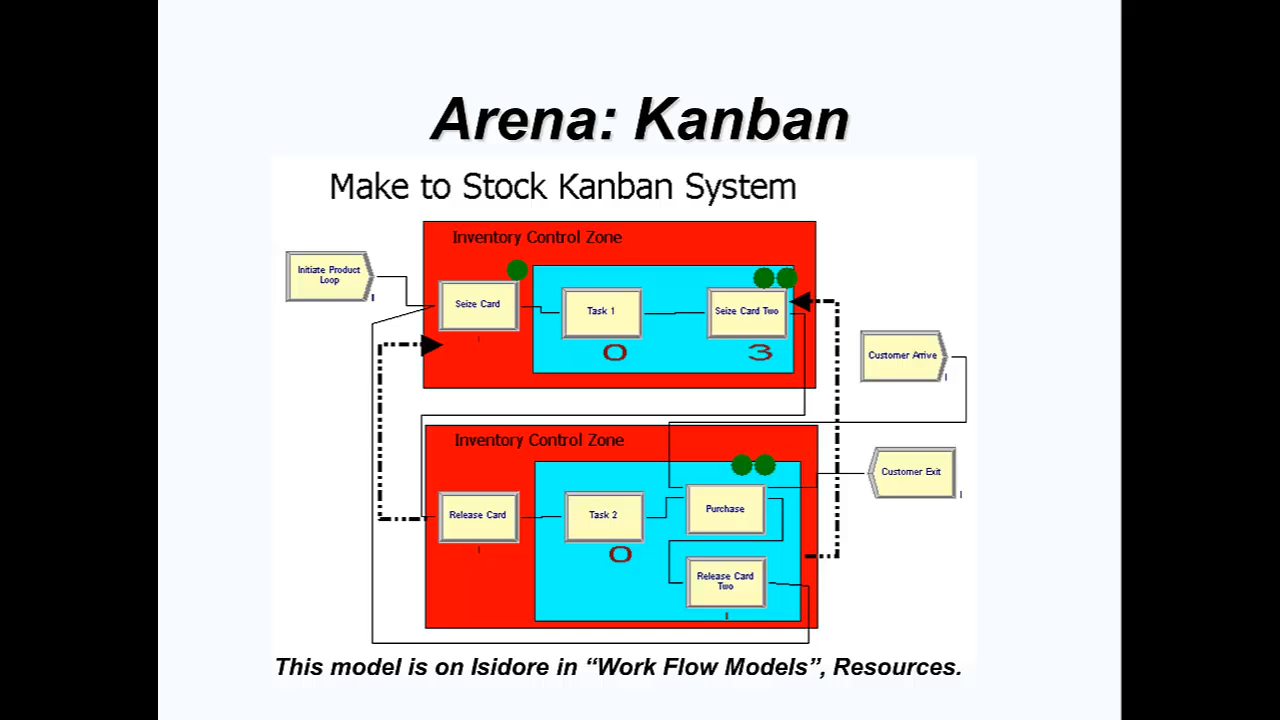 Arena: Kanban
Make to Stock Kanban System
Inventory Control Zone
Initiate Product
Loop
Seize Card
Task 1
Seize Card Two
0
3
Customer Arrive
Inventory Control Zone
Customer Exit
Release Card
Task 2
Purchase
0
Release Card
Two
This model is on Isidore in “Work Flow Models”, Resources.